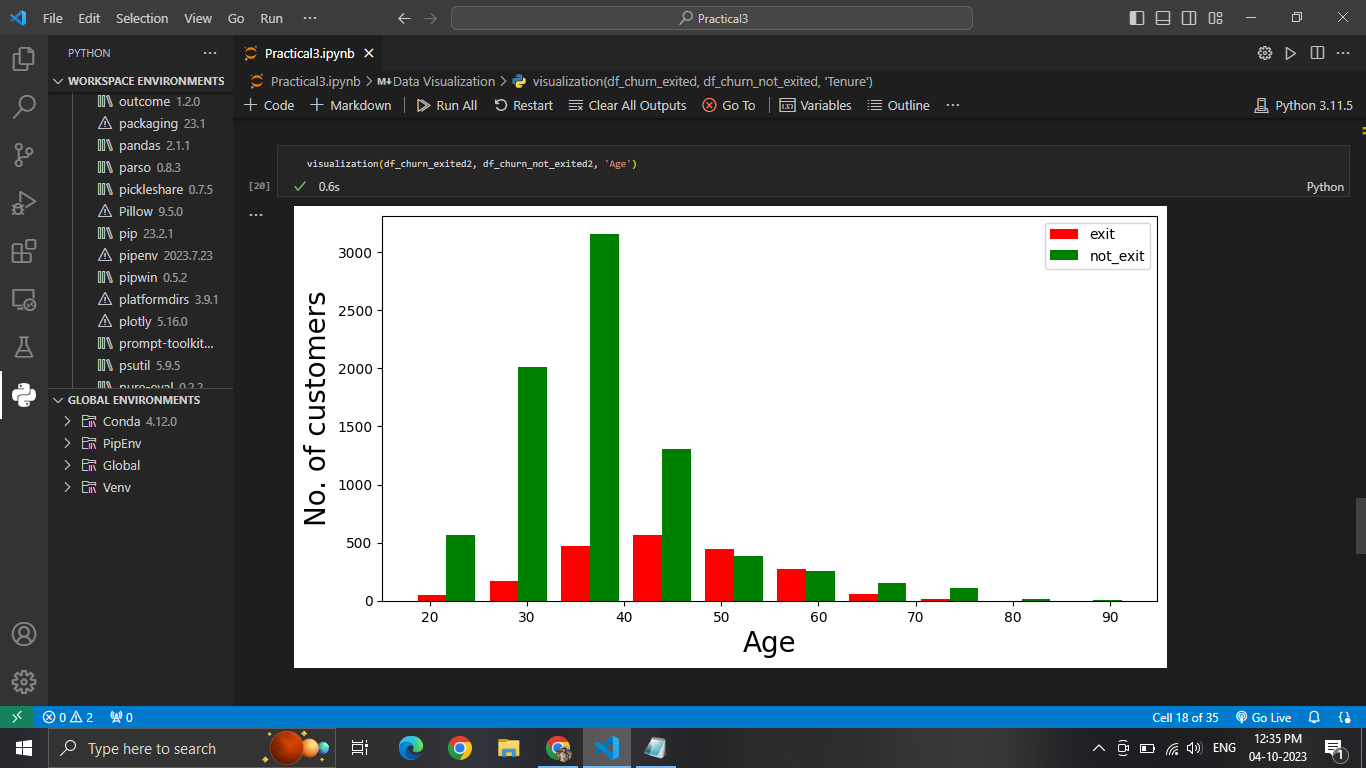 File Edit Selection View Go Run ···
Practical3
PYTHON ···
WORKSPACE ENVIRONMENTS
outcome 1.2.0
packaging 23.1
pandas 2.1.1
parso 0.8.3
pickleshare 0.7.5
Pillow 9.5.0
pip 23.2.1
pipenv 2023.7.23
pipwin 0.5.2
platformdirs 3.9.1
plotly 5.16.0
prompt-toolkit...
psutil 5.9.5
pure-eval 0.2.2
GLOBAL ENVIRONMENTS
Conda 4.12.0
PipEnv
Global
Venv
Practical3.ipynb
Practical3.ipynb > M↓Data Visualization > visualization(df_churn_exited, df_churn_not_exited, 'Tenure')
+ Code + Markdown Run All Restart Clear All Outputs Go To Variables Outline ··· Python 3.11.5
visualization(df_churn_exited2, df_churn_not_exited2, 'Age')
[20] 0.6s Python
...
exit
not_exit
3000
2500
2000
1500
1000
500
0
No. of customers
20 30 40 50 60 70 80 90
Age
0 2 0 Cell 18 of 35 Go Live
Type here to search ENG 12:35 PM
04-10-2023
1